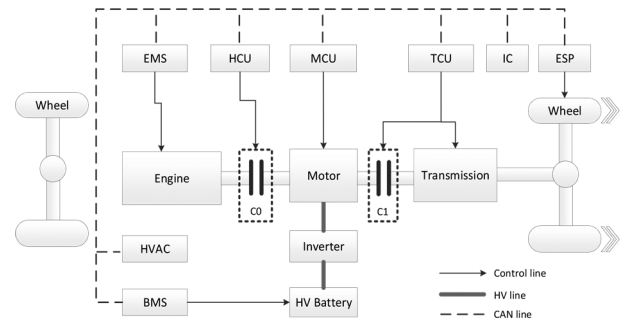 EMS
HCU
MCU
TCU
IC
ESP
Wheel
Wheel
Engine
C0
Motor
C1
Transmission
HVAC
Inverter
BMS
HV Battery
Control line
HV line
CAN line